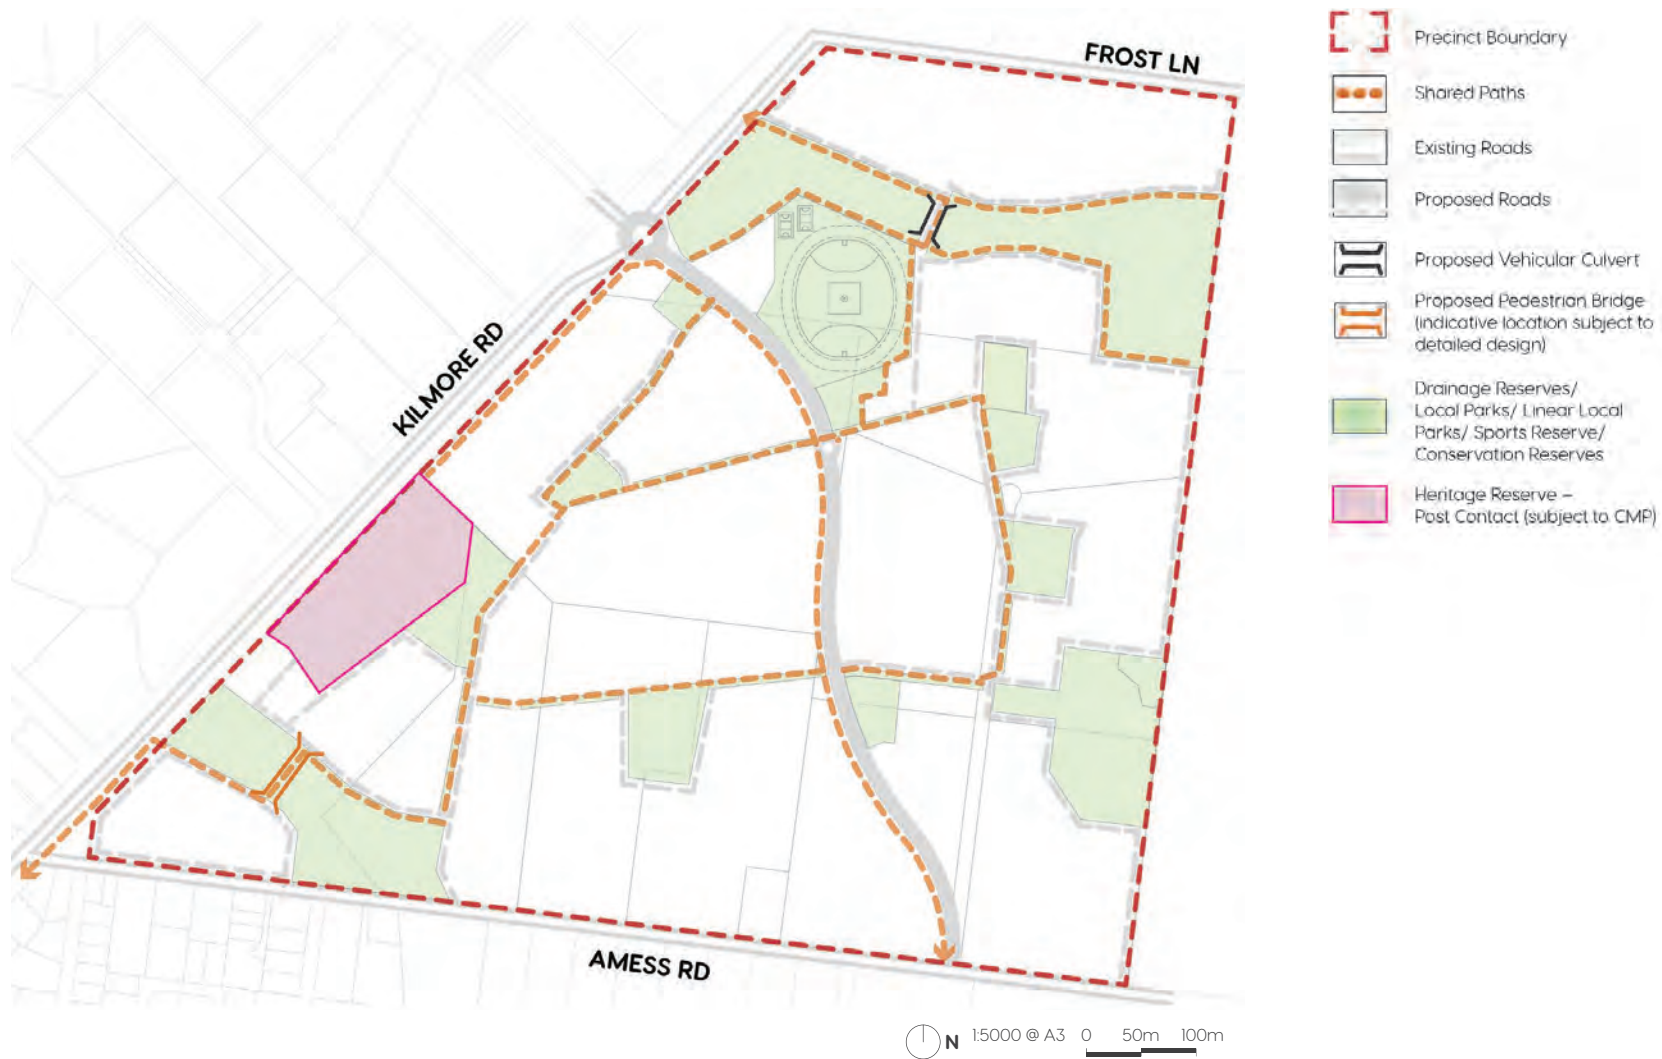 FROST LN
KILMORE RD
AMESS RD
Precinct Boundary
Shared Paths
Existing Roads
Proposed Roads
Proposed Vehicular Culvert
Proposed Pedestrian Bridge
(indicative location subject to
detailed design)
Drainage Reserves/
Local Parks/ Linear Local
Parks/ Sports Reserve/
Conservation Reserves
Heritage Reserve –
Post Contact (subject to CMP)
N 1:5000 @ A3 0 50m 100m